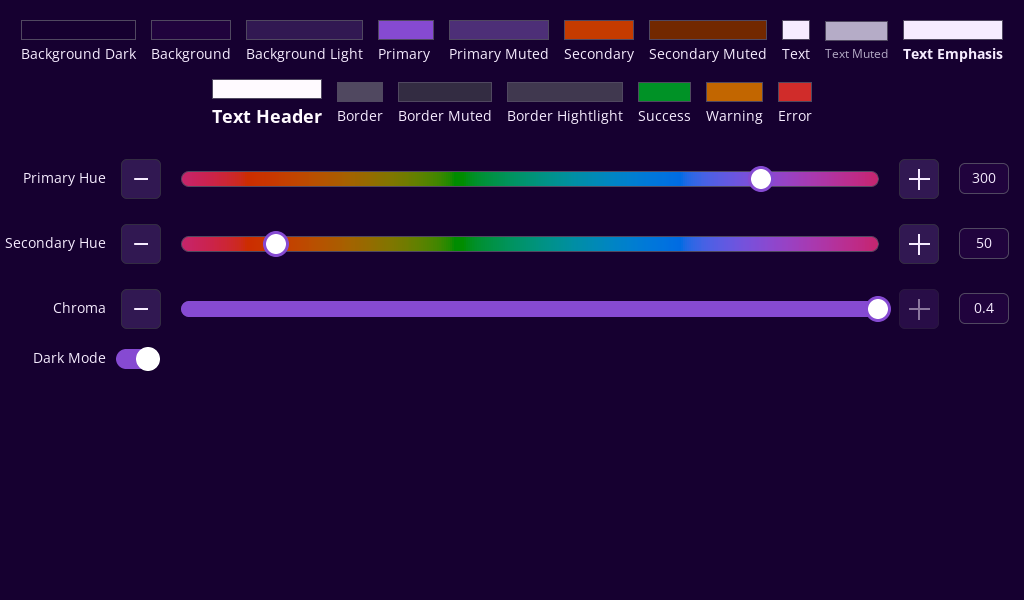 Background Dark Background Background Light Primary Primary Muted Secondary Secondary Muted Text Text Muted Text Emphasis
Text Header Border Border Muted Border Hightlight Success Warning Error
Primary Hue 300
Secondary Hue 50
Chroma 0.4
Dark Mode